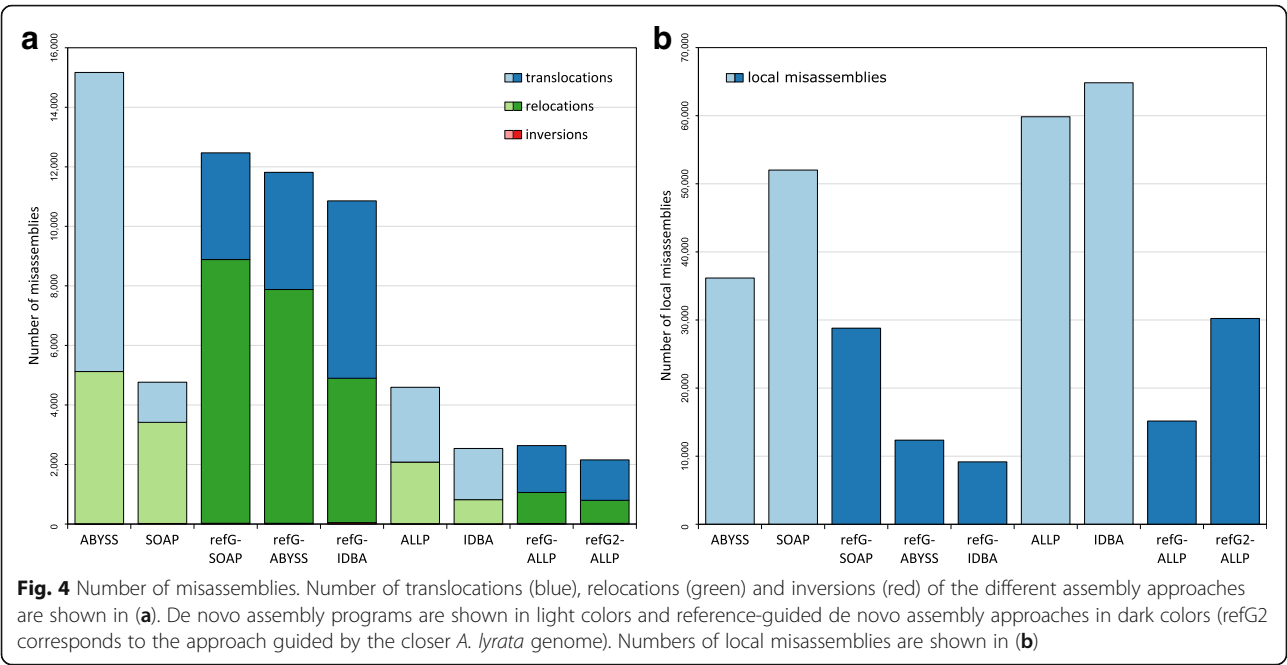 a
Number of misassemblies
16,000
14,000
12,000
10,000
8,000
6,000
4,000
2,000
0
translocations
relocations
inversions
ABYSS SOAP refG-SOAP refG-ABYSS refG-IDBA ALLP IDBA refG-ALLP refG2-ALLP
b
Number of local misassemblies
70,000
60,000
50,000
40,000
30,000
20,000
10,000
0
local misassemblies
ABYSS SOAP refG-SOAP refG-ABYSS refG-IDBA ALLP IDBA refG-ALLP refG2-ALLP
Fig. 4 Number of misassemblies. Number of translocations (blue), relocations (green) and inversions (red) of the different assembly approaches
are shown in (a). De novo assembly programs are shown in light colors and reference-guided de novo assembly approaches in dark colors (refG2
corresponds to the approach guided by the closer A. lyrata genome). Numbers of local misassemblies are shown in (b)